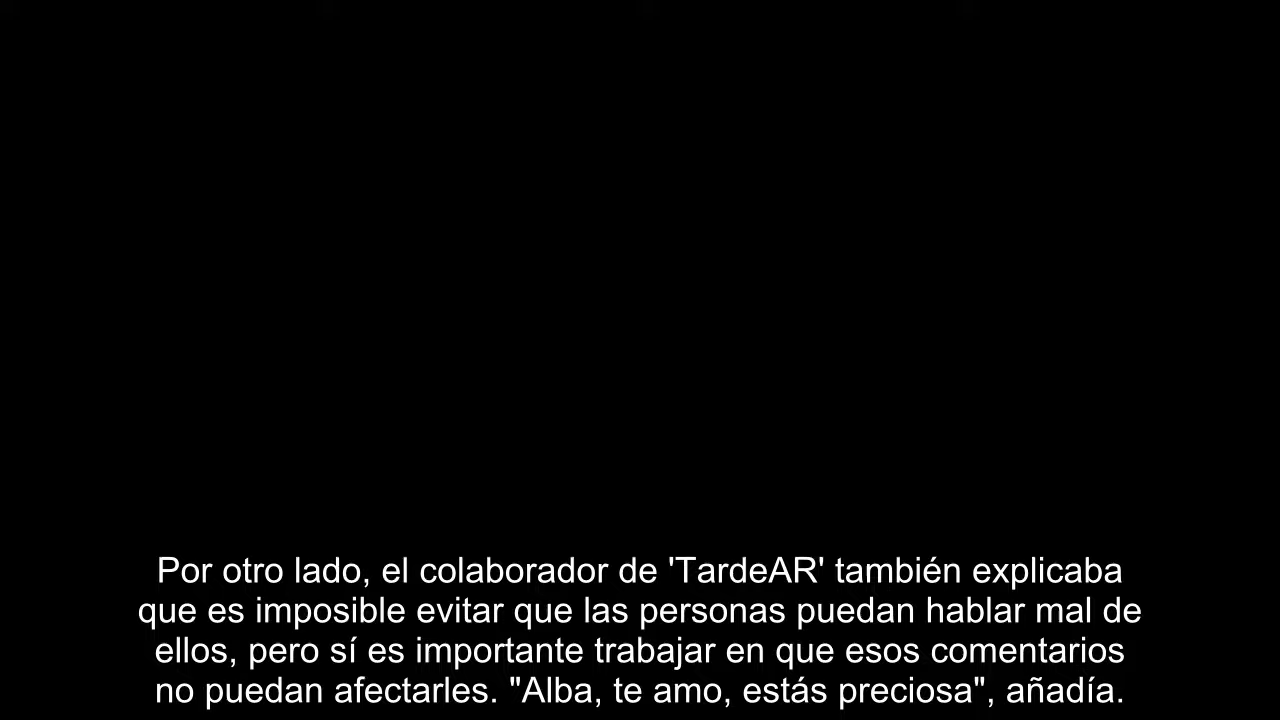 Por otro lado, el colaborador de 'TardeAR' también explicaba
que es imposible evitar que las personas puedan hablar mal de
ellos, pero sí es importante trabajar en que esos comentarios
no puedan afectarles. "Alba, te amo, estás preciosa", añadía.